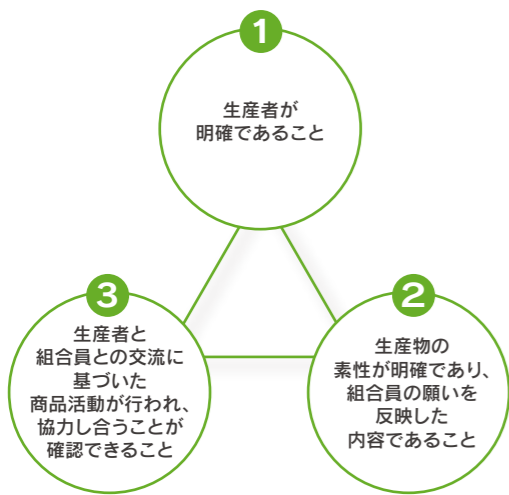 1
生産者が
明確であること
2
生産物の
素性が明確であり、
組合員の願いを
反映した
内容であること
3
生産者と
組合員との交流に
基づいた
商品活動が行われ、
協力し合うことが
確認できること